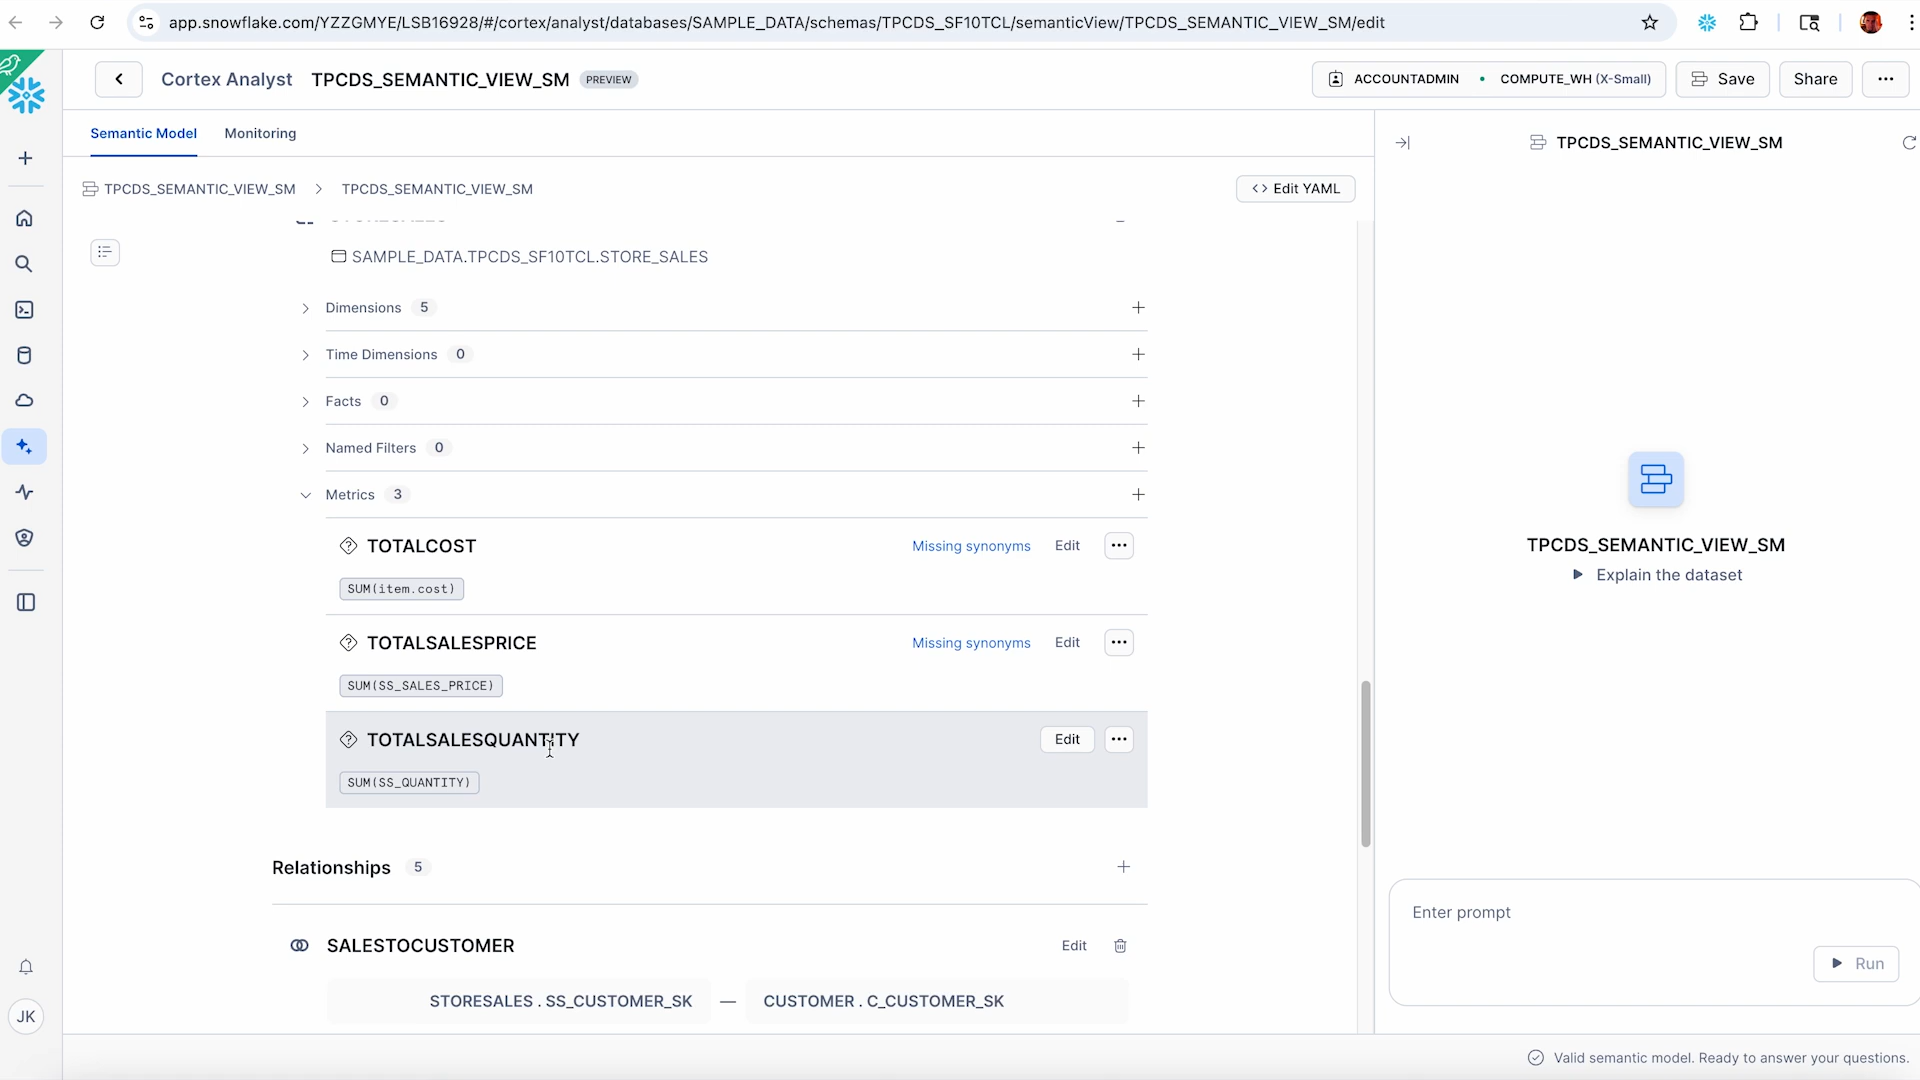 app.snowflake.com/YZZGMYE/LSB16928/#/cortex/analyst/databases/SAMPLE_DATA/schemas/TPCDS_SF10TCL/semanticView/TPCDS_SEMANTIC_VIEW_SM/edit
Cortex Analyst TPCDS_SEMANTIC_VIEW_SM PREVIEW
ACCOUNTADMIN • COMPUTE_WH (X-Small) Save Share
Semantic Model Monitoring
TPCDS_SEMANTIC_VIEW_SM
TPCDS_SEMANTIC_VIEW_SM > TPCDS_SEMANTIC_VIEW_SM
<> Edit YAML
SAMPLE_DATA.TPCDS_SF10TCL.STORE_SALES
Dimensions 5
Time Dimensions 0
Facts 0
Named Filters 0
Metrics 3
TOTALCOST Missing synonyms Edit
SUM(item.cost)
TOTALSALESPRICE Missing synonyms Edit
SUM(SS_SALES_PRICE)
TOTALSALESQUANTITY Edit
SUM(SS_QUANTITY)
Relationships 5
SALESTOCUSTOMER Edit
STORESALES . SS_CUSTOMER_SK — CUSTOMER . C_CUSTOMER_SK
TPCDS_SEMANTIC_VIEW_SM
Explain the dataset
Enter prompt
Run
JK
Valid semantic model. Ready to answer your questions.